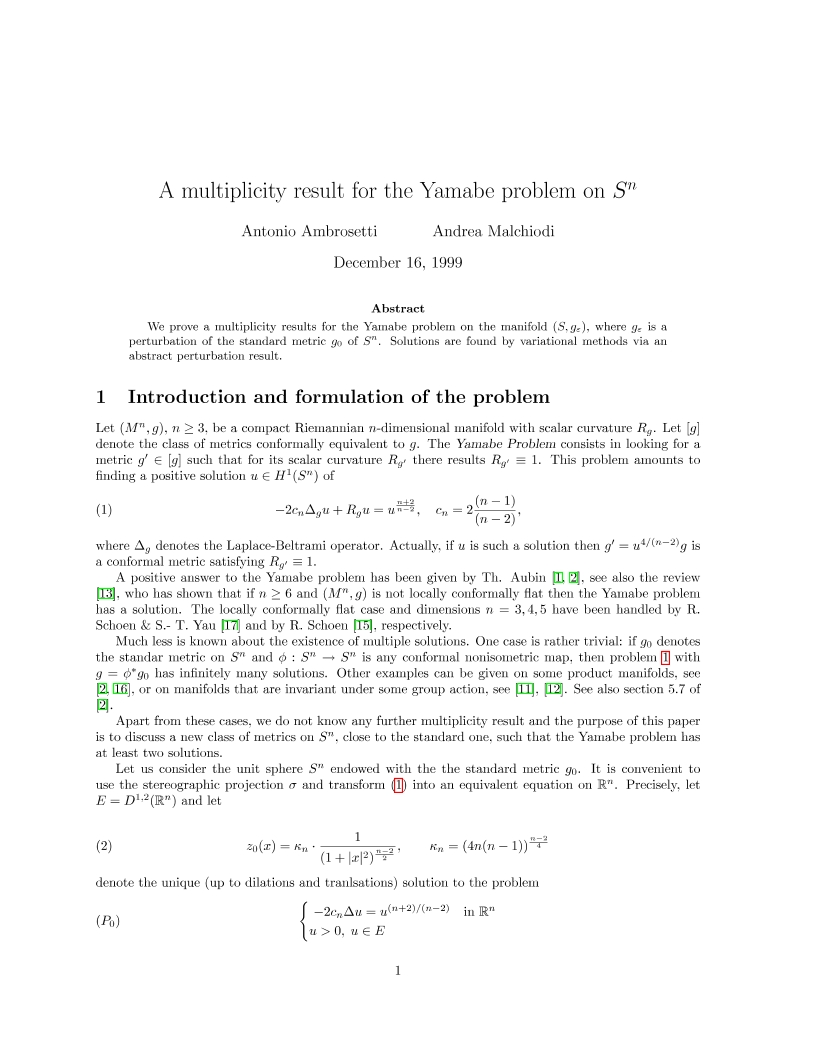 A multiplicity result for the Yamabe problem on $S^n$
Antonio Ambrosetti Andrea Malchiodi
December 16, 1999
Abstract
We prove a multiplicity results for the Yamabe problem on the manifold $(S, g_\varepsilon)$, where $g_\varepsilon$ is a
perturbation of the standard metric $g_0$ of $S^n$. Solutions are found by variational methods via an
abstract perturbation result.
1 Introduction and formulation of the problem
Let $(M^n, g)$, $n \geq 3$, be a compact Riemannian $n$-dimensional manifold with scalar curvature $R_g$. Let $[g]$
denote the class of metrics conformally equivalent to $g$. The Yamabe Problem consists in looking for a
metric $g' \in [g]$ such that for its scalar curvature $R_{g'}$ there results $R_{g'} \equiv 1$. This problem amounts to
finding a positive solution $u \in H^1(S^n)$ of
(1) $-2c_n \Delta_g u + R_g u = u^{\frac{n+2}{n-2}}, \quad c_n = 2\frac{(n-1)}{(n-2)},$
where $\Delta_g$ denotes the Laplace-Beltrami operator. Actually, if $u$ is such a solution then $g' = u^{4/(n-2)} g$ is
a conformal metric satisfying $R_{g'} \equiv 1$.
A positive answer to the Yamabe problem has been given by Th. Aubin [1, 2], see also the review
[13], who has shown that if $n \geq 6$ and $(M^n, g)$ is not locally conformally flat then the Yamabe problem
has a solution. The locally conformally flat case and dimensions $n = 3, 4, 5$ have been handled by R.
Schoen & S.- T. Yau [17] and by R. Schoen [15], respectively.
Much less is known about the existence of multiple solutions. One case is rather trivial: if $g_0$ denotes
the standar metric on $S^n$ and $\phi : S^n \to S^n$ is any conformal nonisometric map, then problem 1 with
$g = \phi^* g_0$ has infinitely many solutions. Other examples can be given on some product manifolds, see
[2, 16], or on manifolds that are invariant under some group action, see [11], [12]. See also section 5.7 of
[2].
Apart from these cases, we do not know any further multiplicity result and the purpose of this paper
is to discuss a new class of metrics on $S^n$, close to the standard one, such that the Yamabe problem has
at least two solutions.
Let us consider the unit sphere $S^n$ endowed with the the standard metric $g_0$. It is convenient to
use the stereographic projection $\sigma$ and transform (1) into an equivalent equation on $\mathbb{R}^n$. Precisely, let
$E = D^{1,2}(\mathbb{R}^n)$ and let
(2) $z_0(x) = \kappa_n \cdot \frac{1}{(1+|x|^2)^{\frac{n-2}{2}}}, \qquad \kappa_n = (4n(n-1))^{\frac{n-2}{4}}$
denote the unique (up to dilations and tranlsations) solution to the problem
$(P_0)$ $\begin{cases} -2c_n \Delta u = u^{(n+2)/(n-2)} \quad \text{in } \mathbb{R}^n \\ u > 0, \ u \in E \end{cases}$
1